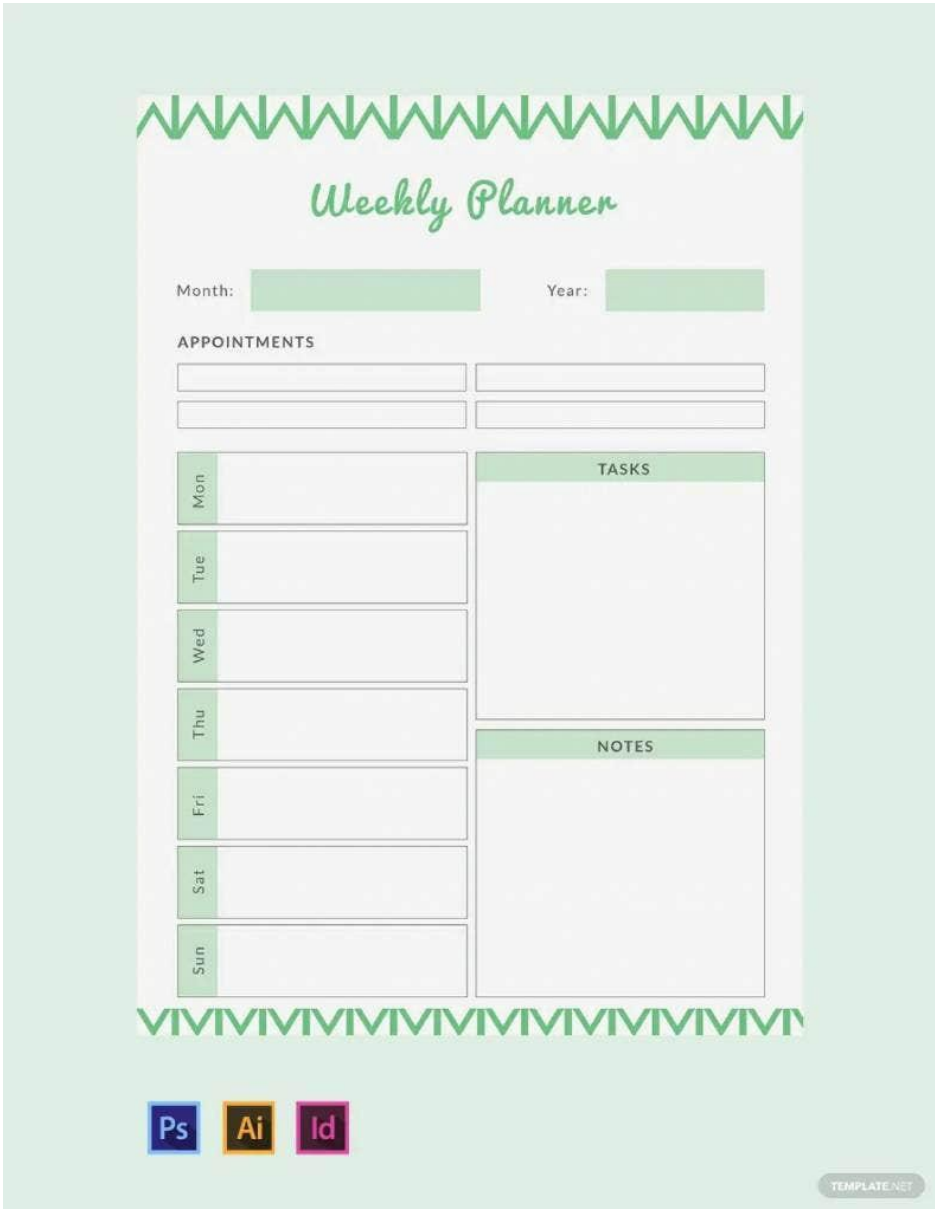 Weekly Planner
Month:
Year:
APPOINTMENTS
Mon
Tue
Wed
Thu
Fri
Sat
Sun
TASKS
NOTES
Ps
Ai
Id
TEMPLATE.NET